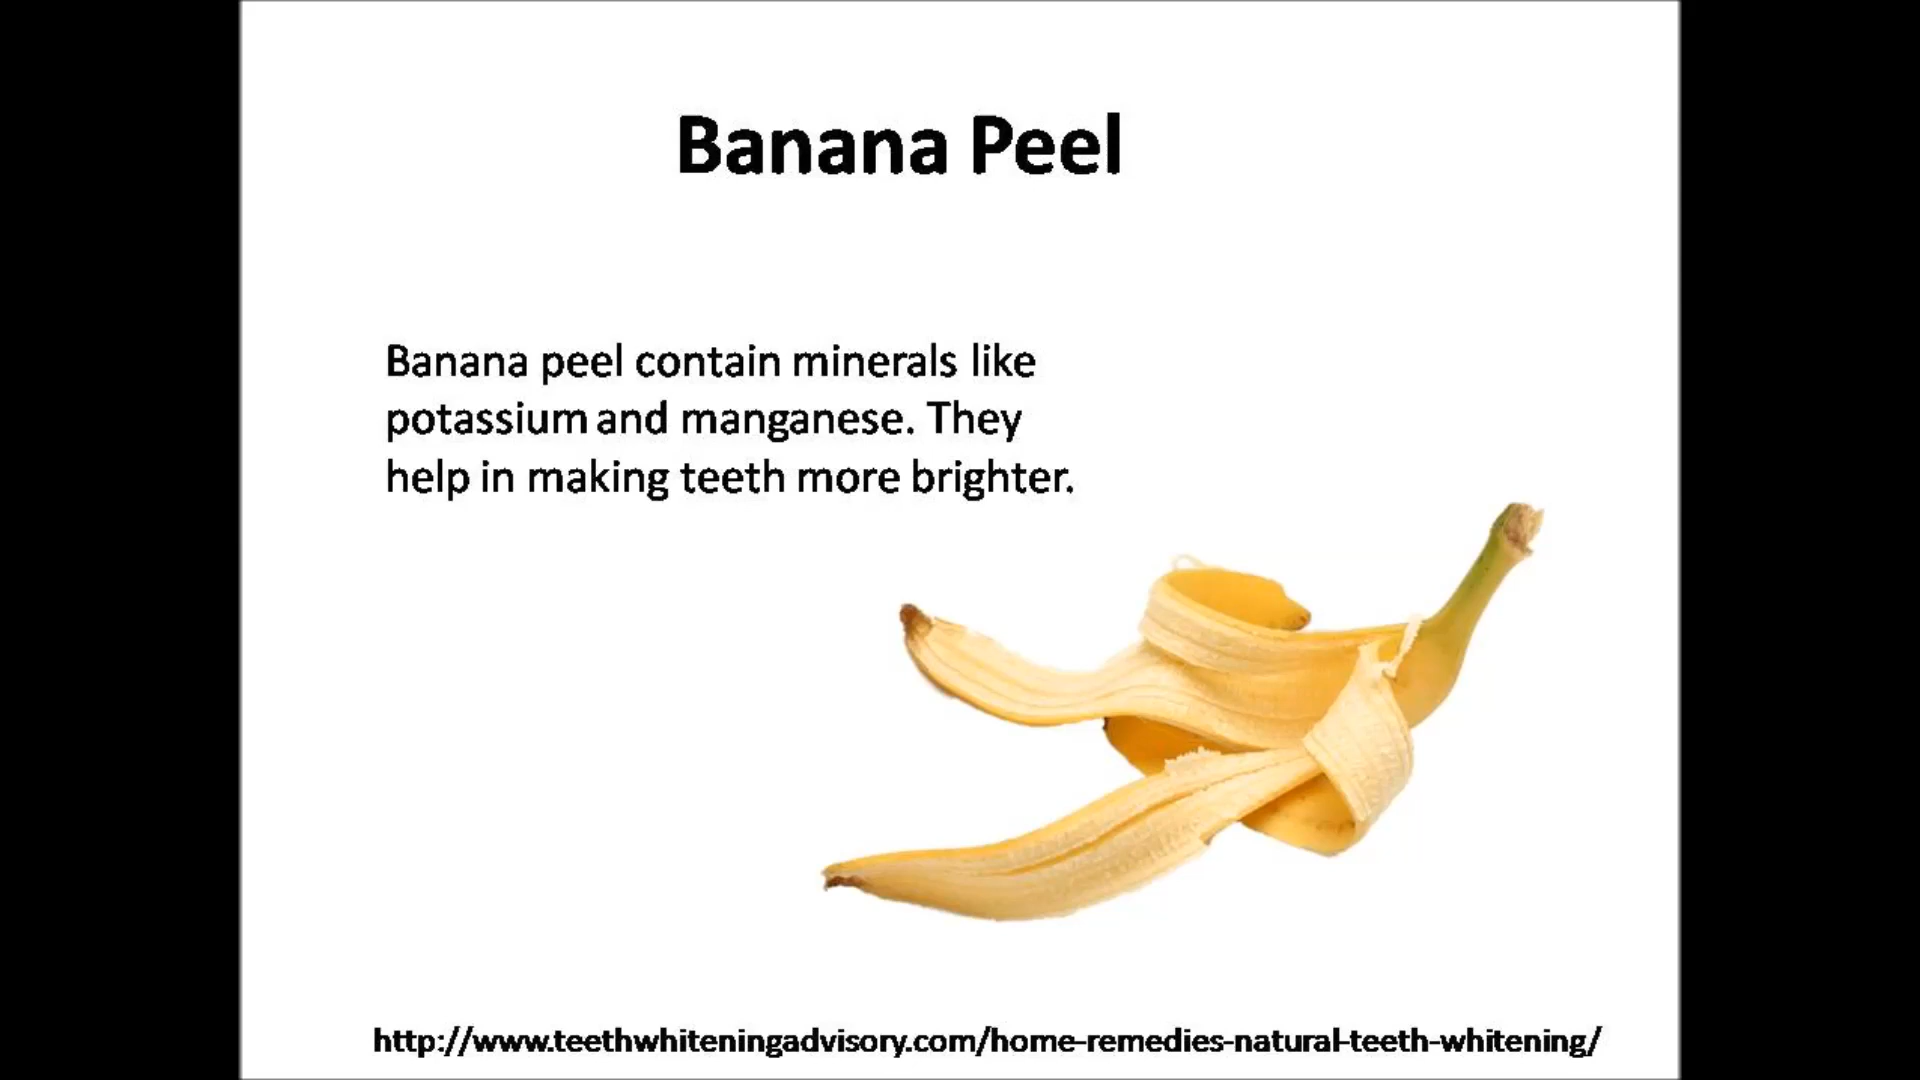 Banana Peel
Banana peel contain minerals like
potassium and manganese. They
help in making teeth more brighter.
http://www.teethwhiteningadvisory.com/home-remedies-natural-teeth-whitening/